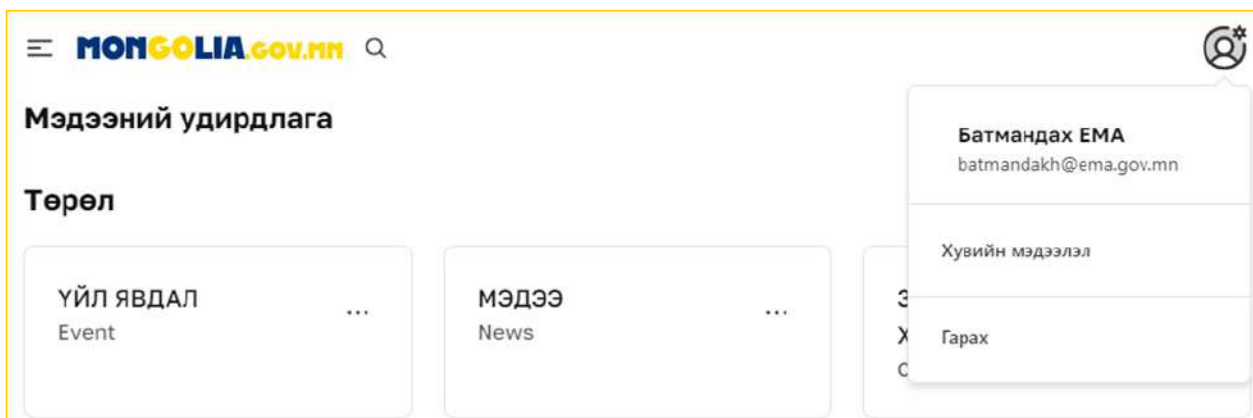 MONGOLIA.GOV.MN
Мэдээний удирдлага
Батмандах EMA
batmandakh@ema.gov.mn
Төрөл
Хувийн мэдээлэл
ҮЙЛ ЯВДАЛ
Event
МЭДЭЭ
News
Гарах